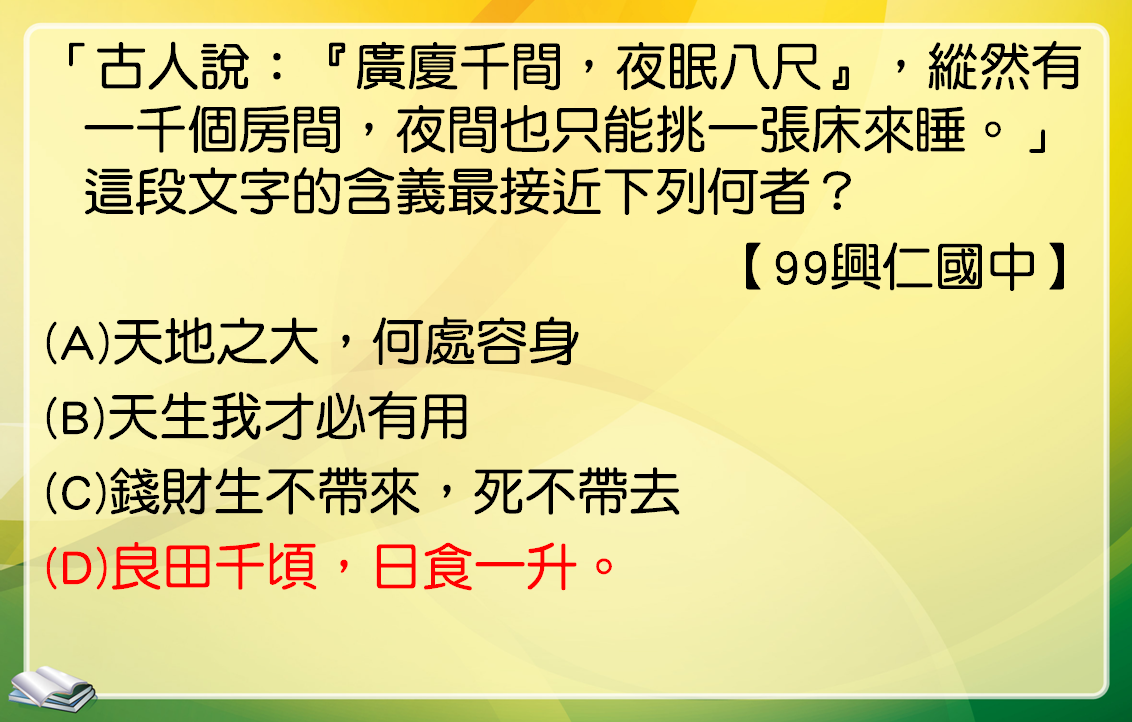 「古人說：『廣廈千間，夜眠八尺』，縱然有
一千個房間，夜間也只能挑一張床來睡。」
這段文字的含義最接近下列何者？
【99興仁國中】
(A)天地之大，何處容身
(B)天生我才必有用
(C)錢財生不帶來，死不帶去
(D)良田千頃，日食一升。